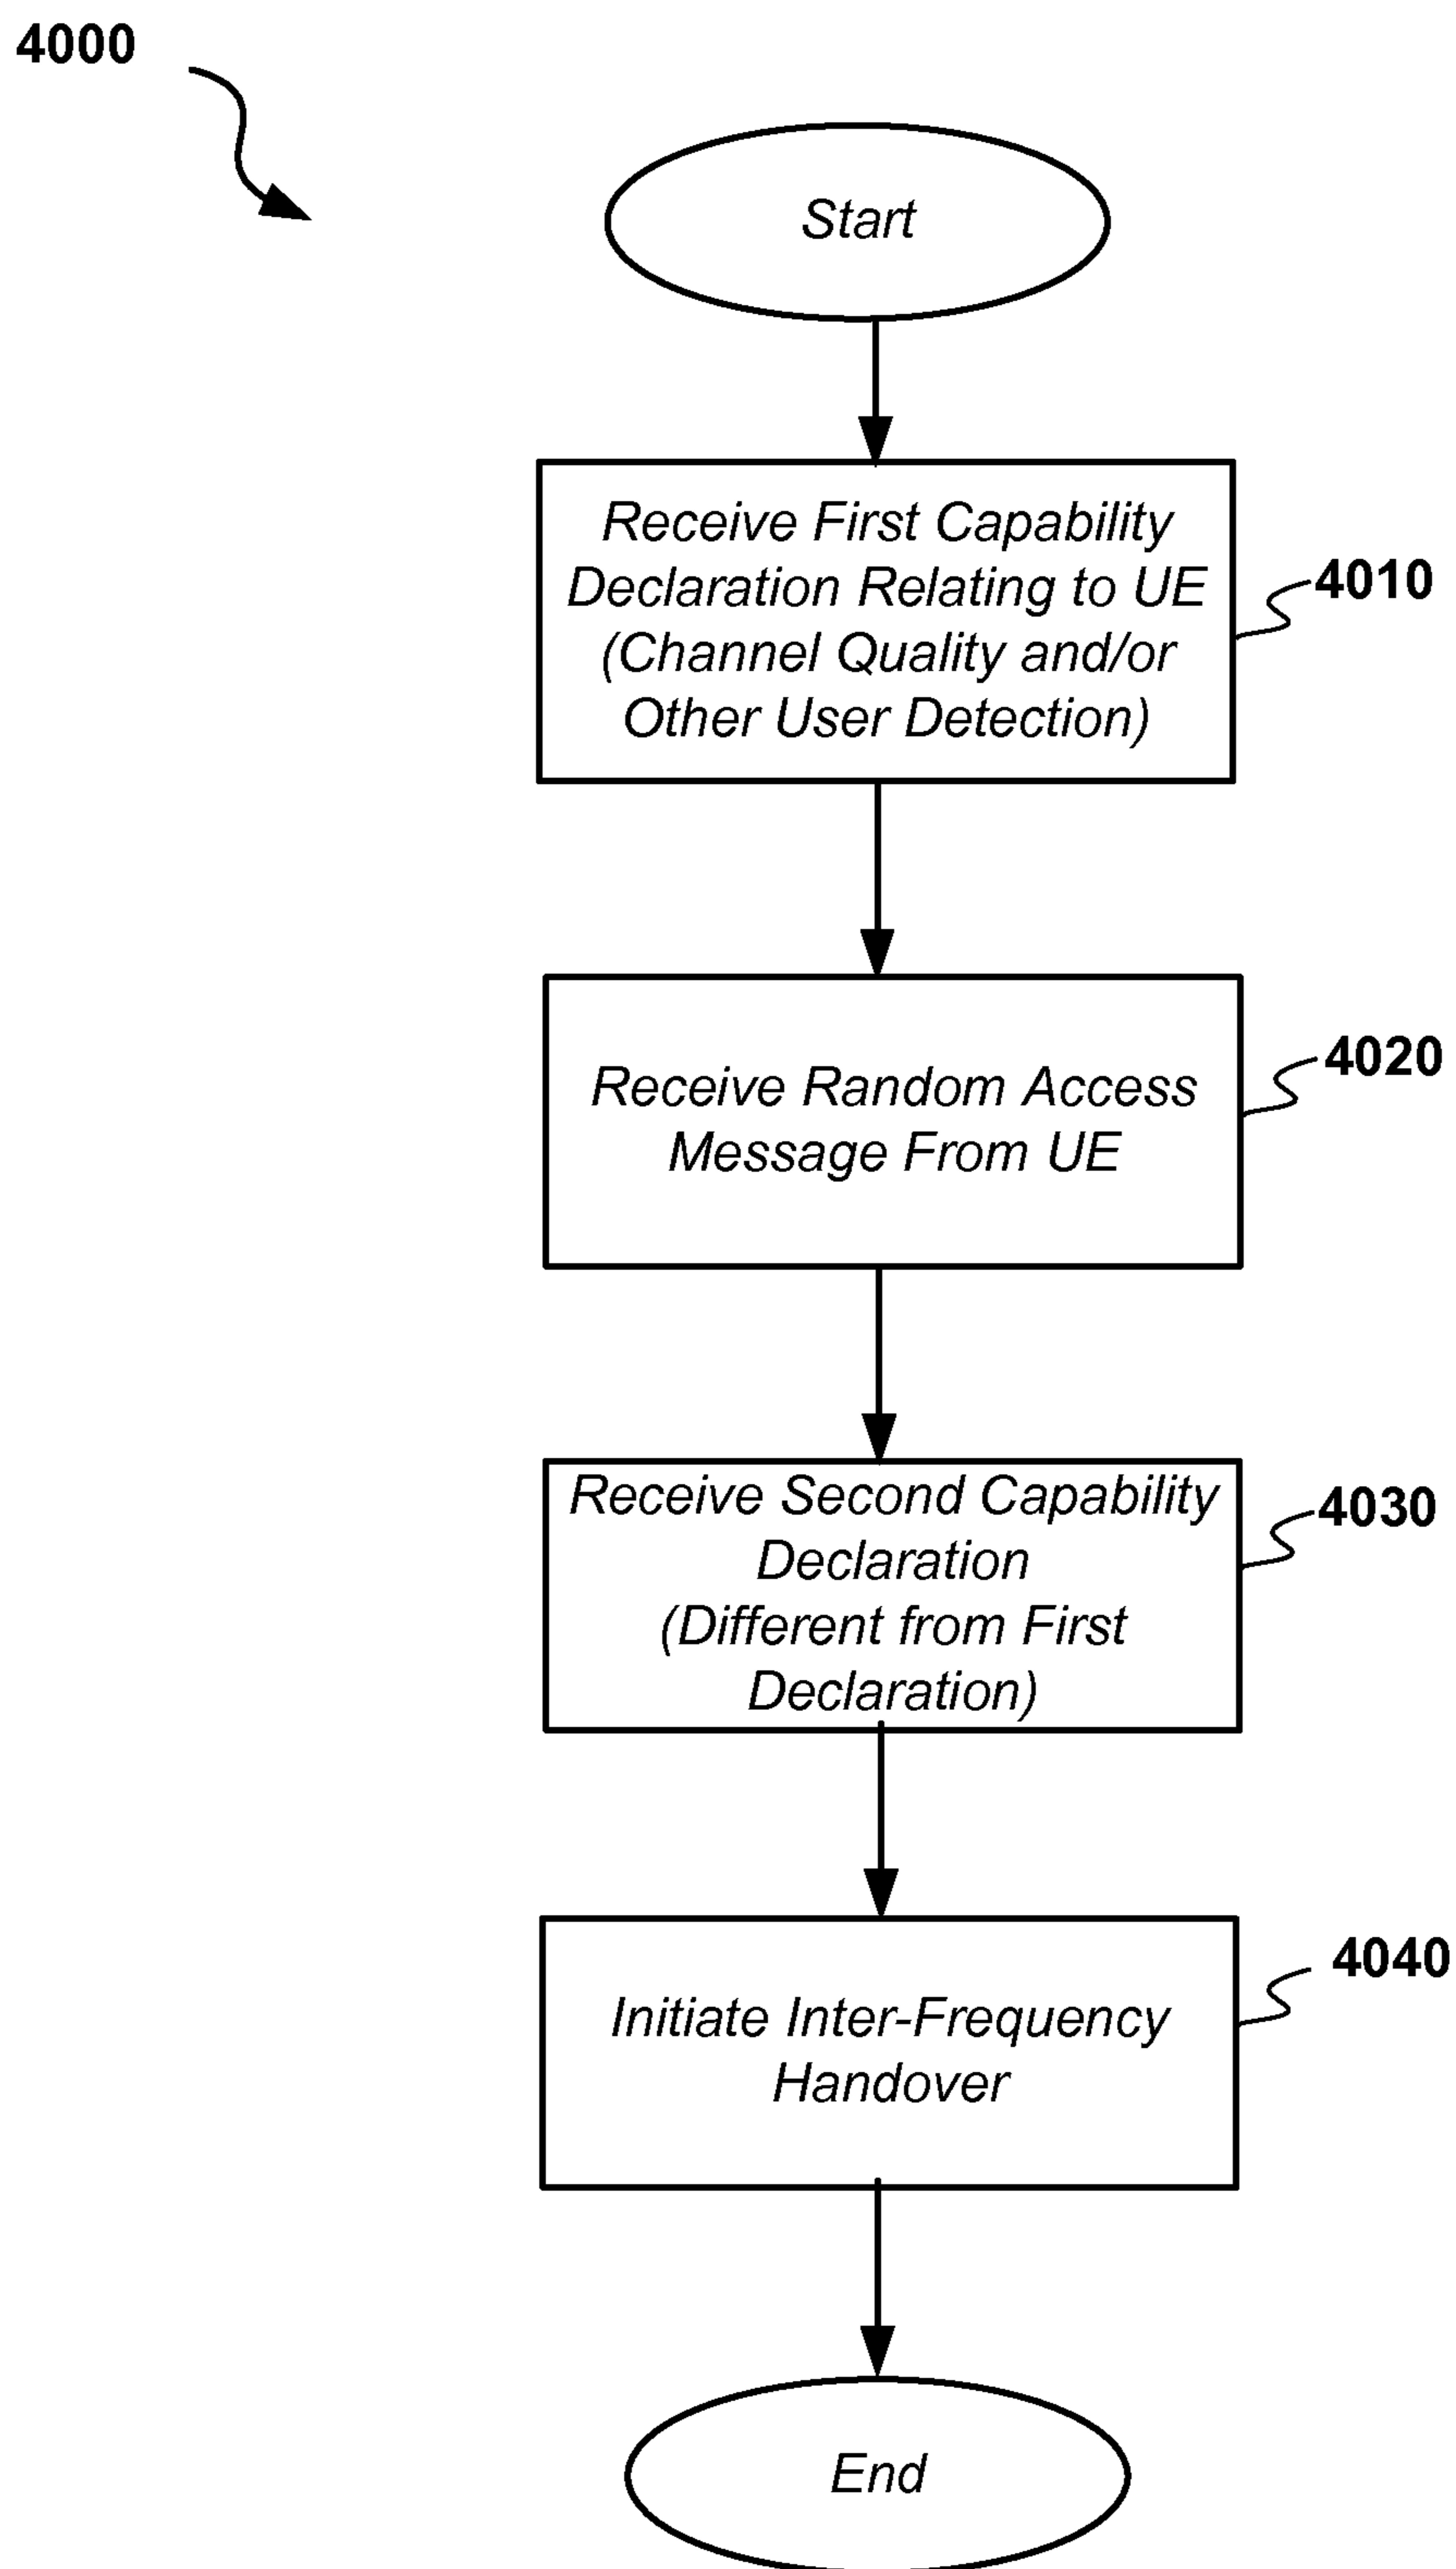 4000
Start
Receive First Capability
Declaration Relating to UE
(Channel Quality and/or
Other User Detection)
4010
Receive Random Access
Message From UE
4020
Receive Second Capability
Declaration
(Different from First
Declaration)
4030
Initiate Inter-Frequency
Handover
4040
End